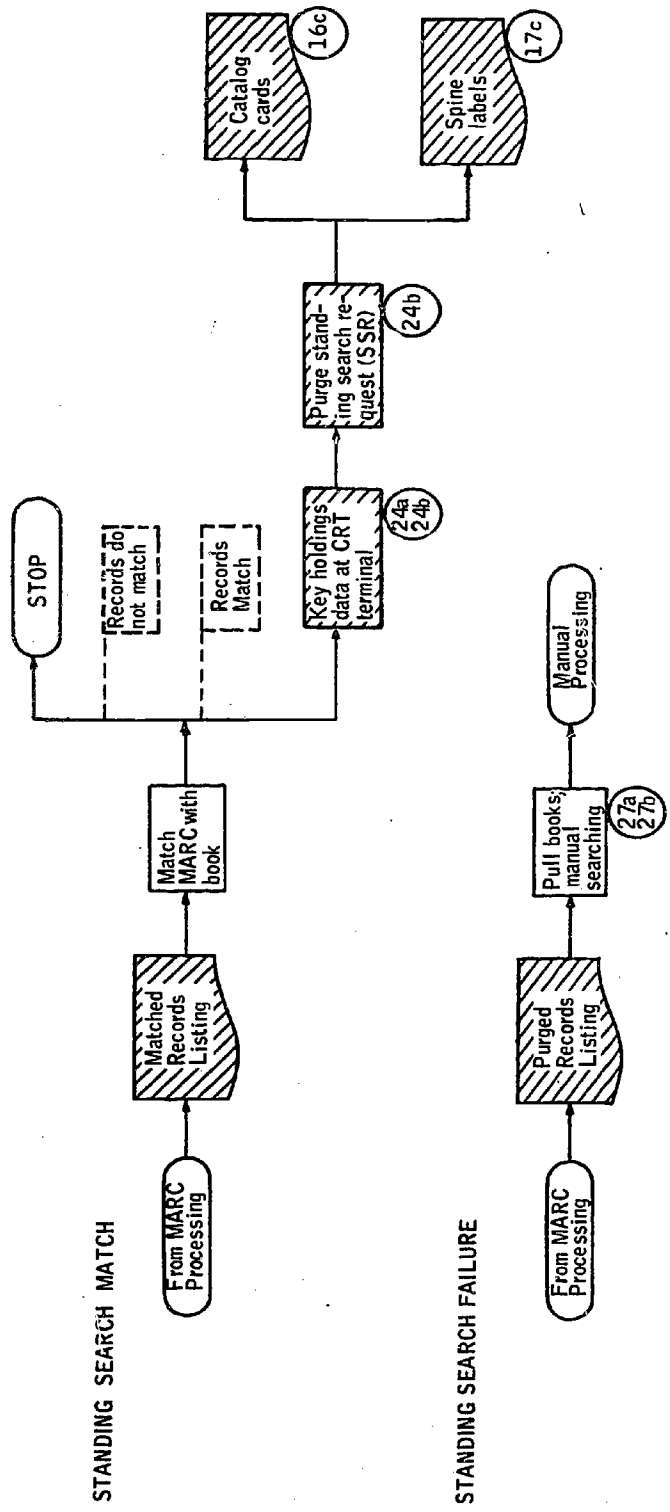 STANDING SEARCH MATCH
From MARC
Processing
Matched
Records
Listing
Match
MARC with
book
STOP
Records do
not match
Records
Match
Key holdings
data at CRT
terminal
24a
24b
Purge stand-
ing search re-
quest (SSR)
24b
Catalog
cards
16c
Spine
labels
17c
STANDING SEARCH FAILURE
From MARC
Processing
Purged
Records
Listing
Pull books;
manual
searching
27a
27b
Manual
Processing